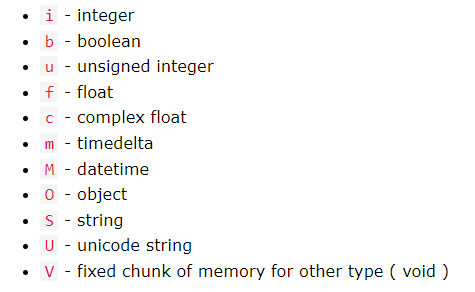 • i - integer
• b - boolean
• u - unsigned integer
• f - float
• c - complex float
• m - timedelta
• M - datetime
• O - object
• S - string
• U - unicode string
• V - fixed chunk of memory for other type ( void )